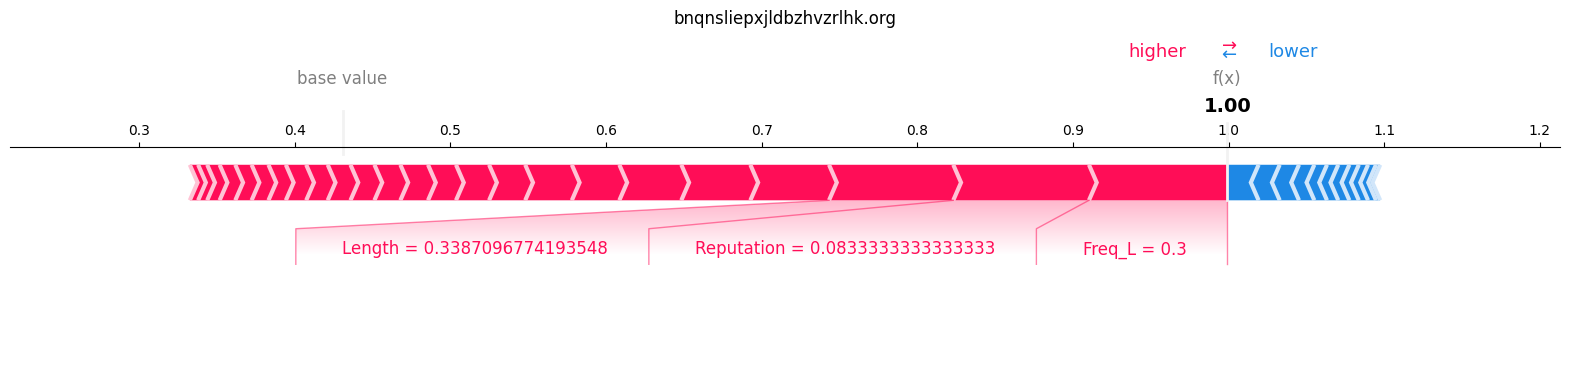 bnqnsliepxjldbzhvzrlhk.org
higher ⇄ lower
base value f(x)
1.00
0.3 0.4 0.5 0.6 0.7 0.8 0.9 1.0 1.1 1.2
Length = 0.3387096774193548 Reputation = 0.0833333333333333 Freq_L = 0.3